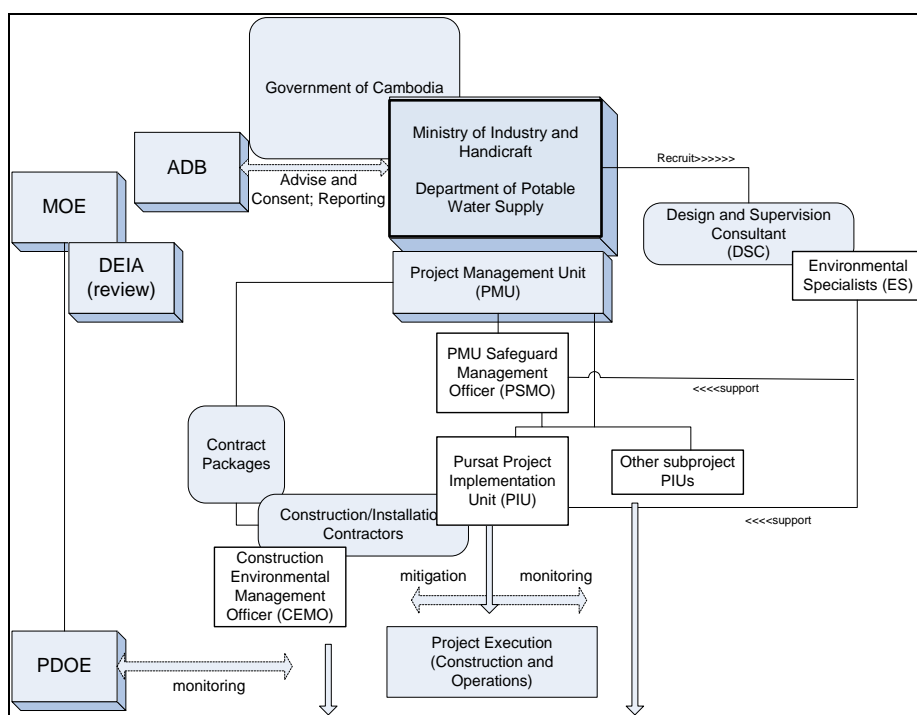 Government of Cambodia
Ministry of Industry and
Handicraft
Department of Potable
Water Supply
ADB
Advise and
Consent; Reporting
Recruit>>>>>>
MOE
DEIA
(review)
Design and Supervision
Consultant
(DSC)
Environmental
Specialists (ES)
Project Management Unit
(PMU)
PMU Safeguard
Management
Officer (PSMO)
<<<<support
Contract
Packages
Pursat Project
Implementation
Unit (PIU)
Other subproject
PIUs
Construction/Installation
Contractors
<<<<support
Construction
Environmental
Management
Officer (CEMO)
mitigation
monitoring
Project Execution
(Construction and
Operations)
PDOE
monitoring